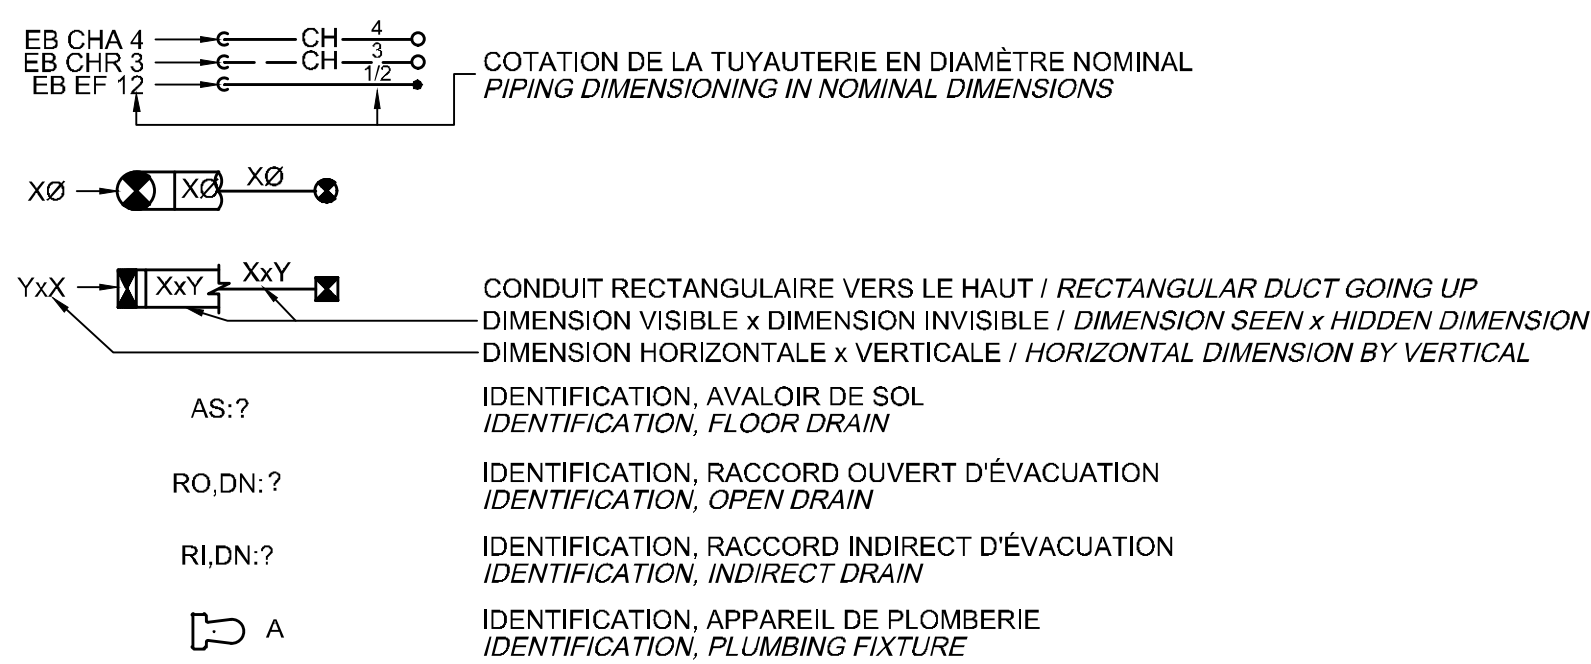 EB CHA 4 CH 4
EB CHR 3 CH 3
EB EF 12 1/2
COTATION DE LA TUYAUTERIE EN DIAMÈTRE NOMINAL
PIPING DIMENSIONING IN NOMINAL DIMENSIONS
XØ XØ XØ
YxX XxY XxY
CONDUIT RECTANGULAIRE VERS LE HAUT / RECTANGULAR DUCT GOING UP
DIMENSION VISIBLE x DIMENSION INVISIBLE / DIMENSION SEEN x HIDDEN DIMENSION
DIMENSION HORIZONTALE x VERTICALE / HORIZONTAL DIMENSION BY VERTICAL
AS:?
IDENTIFICATION, AVALOIR DE SOL
IDENTIFICATION, FLOOR DRAIN
RO,DN:?
IDENTIFICATION, RACCORD OUVERT D'ÉVACUATION
IDENTIFICATION, OPEN DRAIN
RI,DN:?
IDENTIFICATION, RACCORD INDIRECT D'ÉVACUATION
IDENTIFICATION, INDIRECT DRAIN
A
IDENTIFICATION, APPAREIL DE PLOMBERIE
IDENTIFICATION, PLUMBING FIXTURE